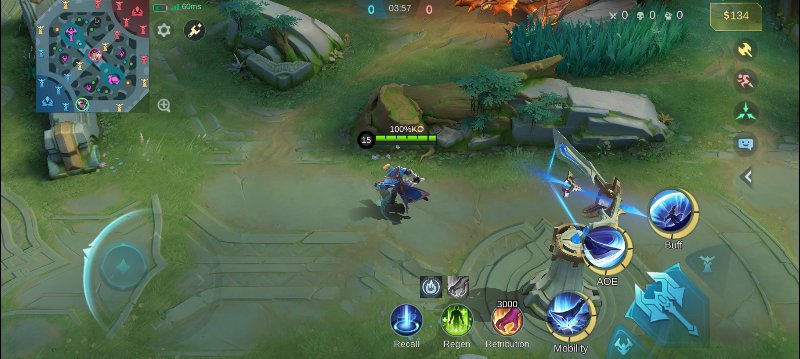 60ms
0 03:57 0
0 0 0
$134
100%KO
15
Buff
AOE
3000
Recall
Regen
Retribution
Mobility